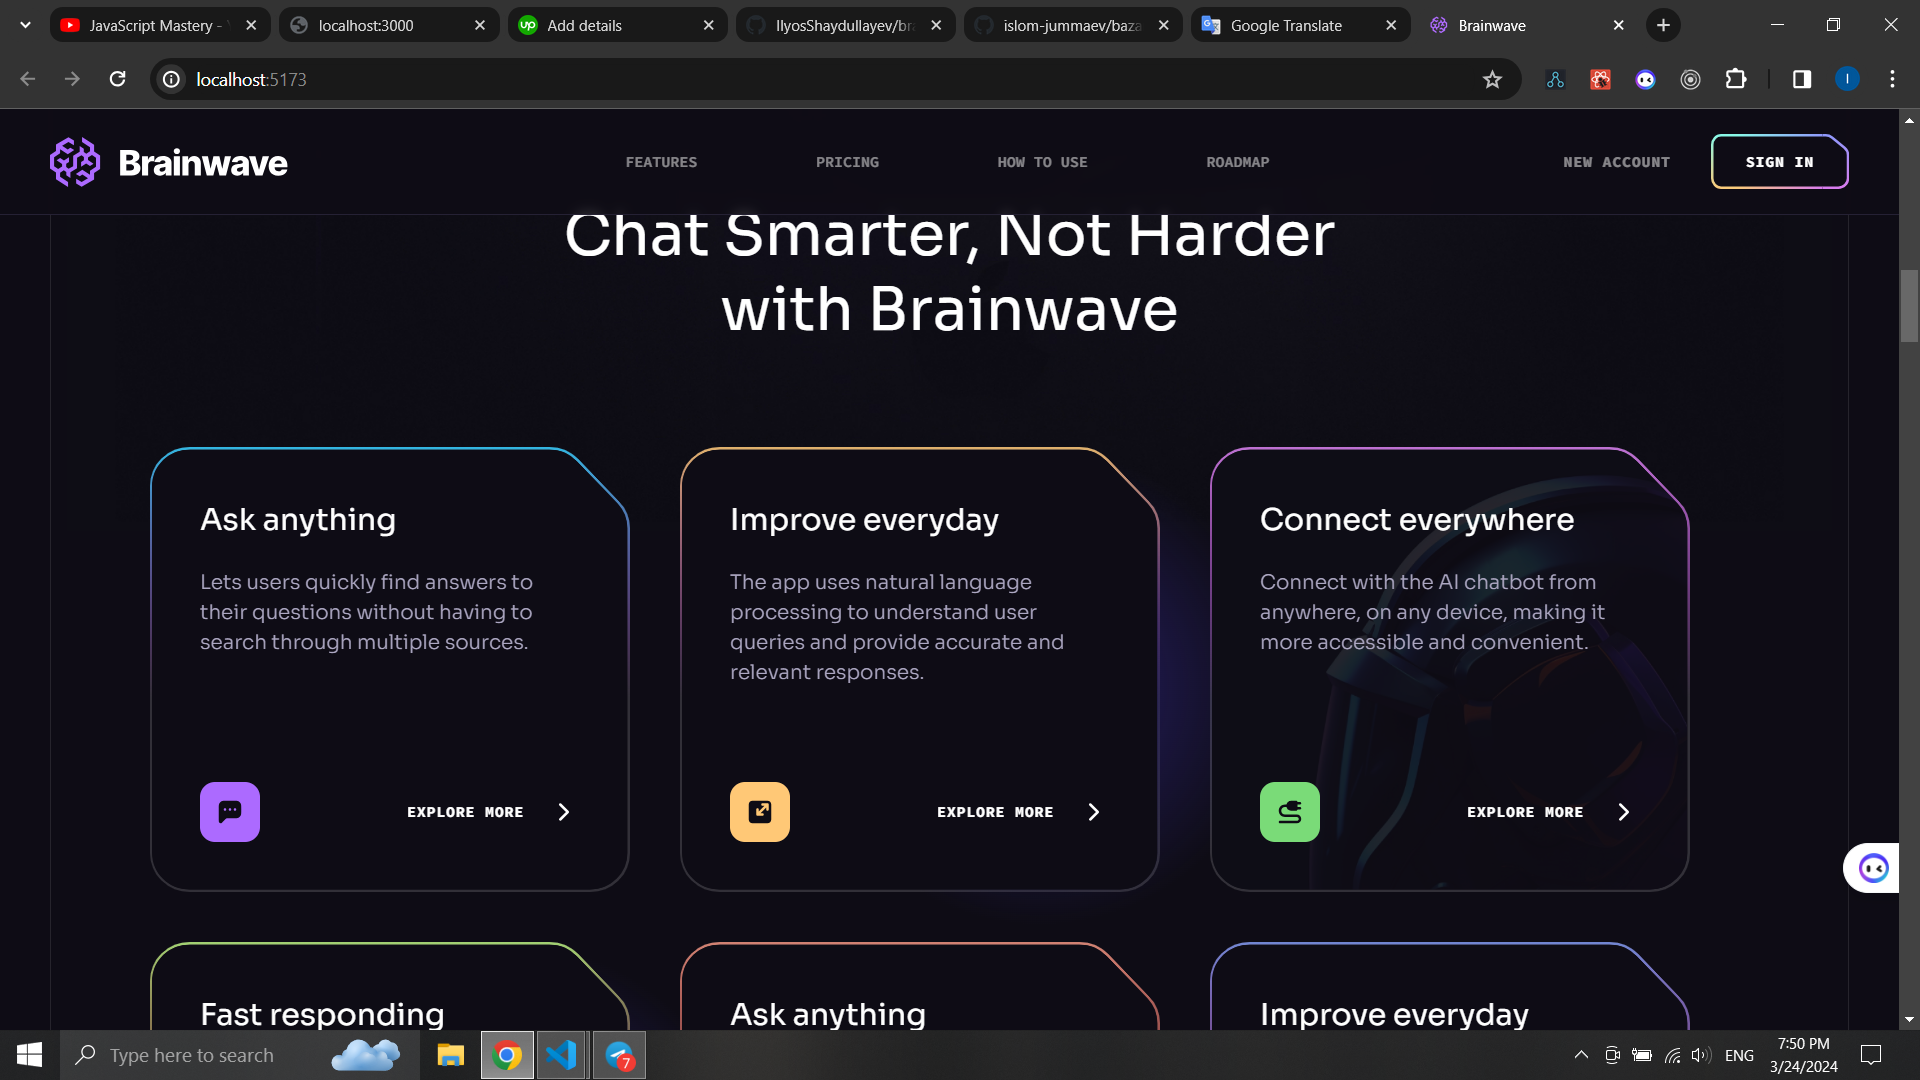 JavaScript Mastery -
localhost:3000
Add details
IlyosShaydullayev/bra
islom-jummaev/baza
Google Translate
Brainwave
localhost:5173
Brainwave
FEATURES
PRICING
HOW TO USE
ROADMAP
NEW ACCOUNT
SIGN IN
Chat Smarter, Not Harder
with Brainwave
Ask anything
Lets users quickly find answers to
their questions without having to
search through multiple sources.
EXPLORE MORE
Improve everyday
The app uses natural language
processing to understand user
queries and provide accurate and
relevant responses.
EXPLORE MORE
Connect everywhere
Connect with the AI chatbot from
anywhere, on any device, making it
more accessible and convenient.
EXPLORE MORE
Fast responding
Ask anything
Improve everyday
Type here to search
7
ENG
7:50 PM
3/24/2024